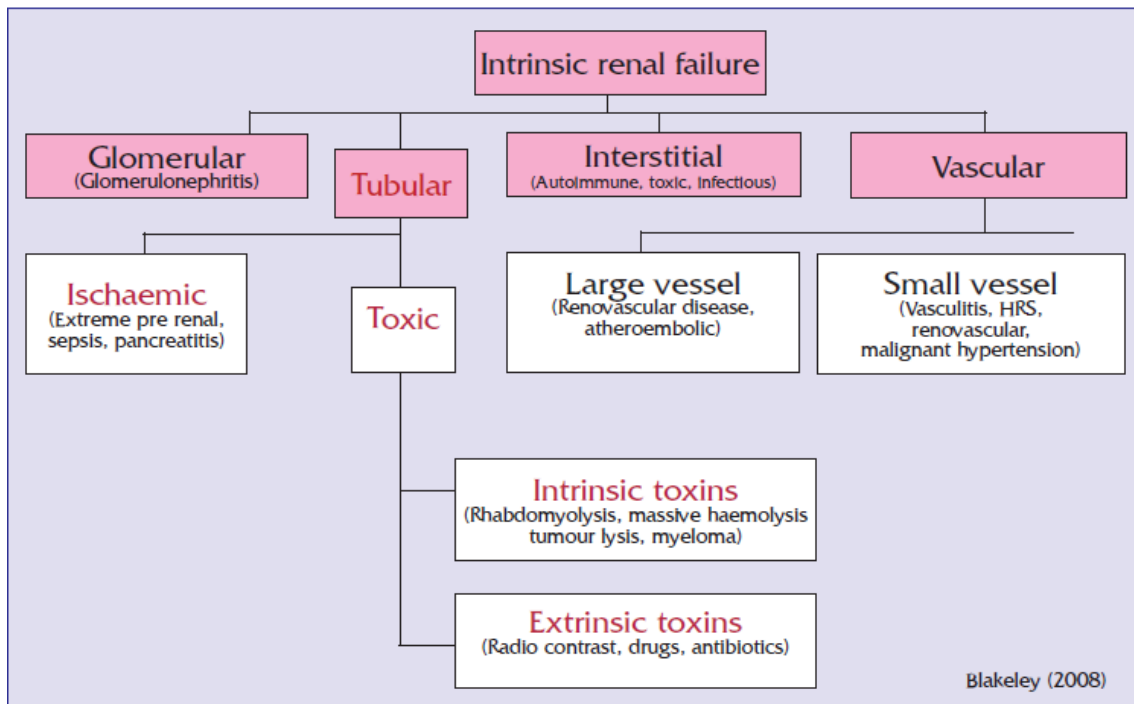 Intrinsic renal failure
Glomerular
(Glomerulonephritis)
Tubular
Interstitial
(Autoimmune, toxic, infectious)
Vascular
Ischaemic
(Extreme pre renal,
sepsis, pancreatitis)
Toxic
Large vessel
(Renovascular disease,
atheroembolic)
Small vessel
(Vasculitis, HRS,
renovascular,
malignant hypertension)
Intrinsic toxins
(Rhabdomyolysis, massive haemolysis
tumour lysis, myeloma)
Extrinsic toxins
(Radio contrast, drugs, antibiotics)
Blakeley (2008)